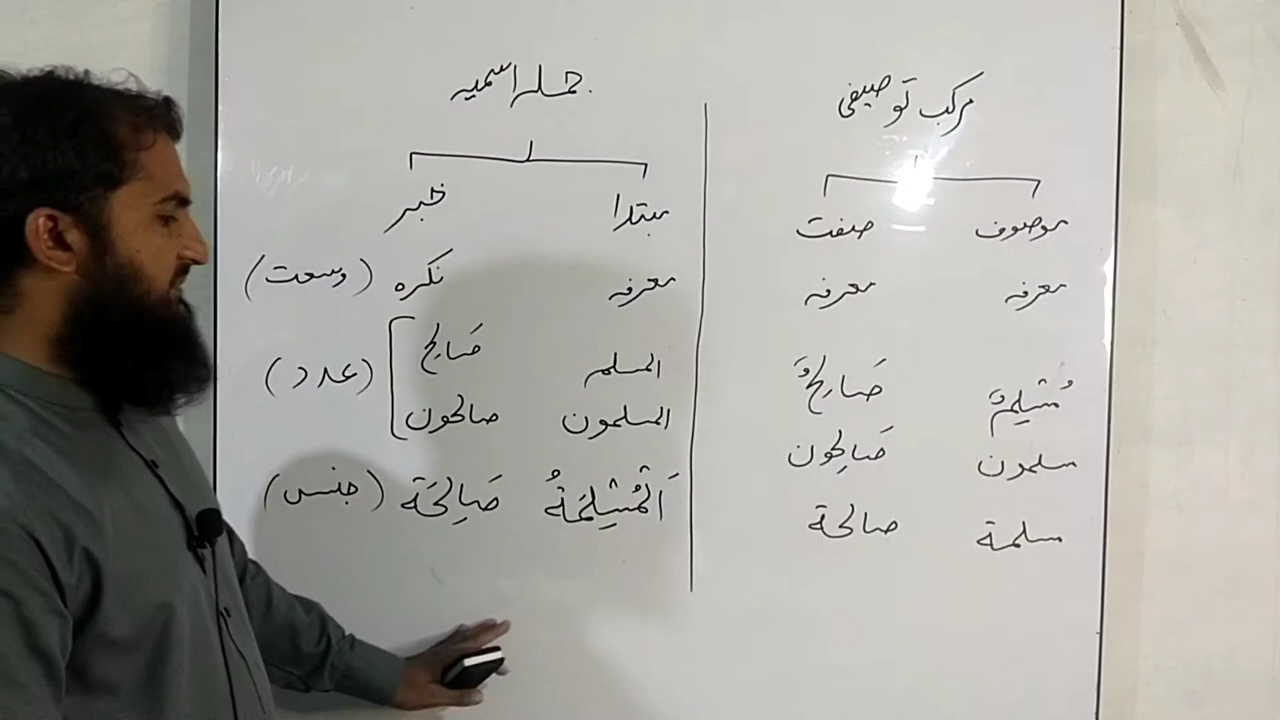 مرکب توصیفی
موصوف صفت
معرفہ معرفہ
مُسْلِمٌ صَالِحٌ
مسلمون صَالِحُون
مسلمة صالحة
جملہ اسمیہ
مبتدا خبر
معرفہ نکرہ (وسعت)
المسلم صَالِح
المسلمون صالحون
(عدد)
اَلْمُسْلِمَةُ صَالِحَة (جنس)